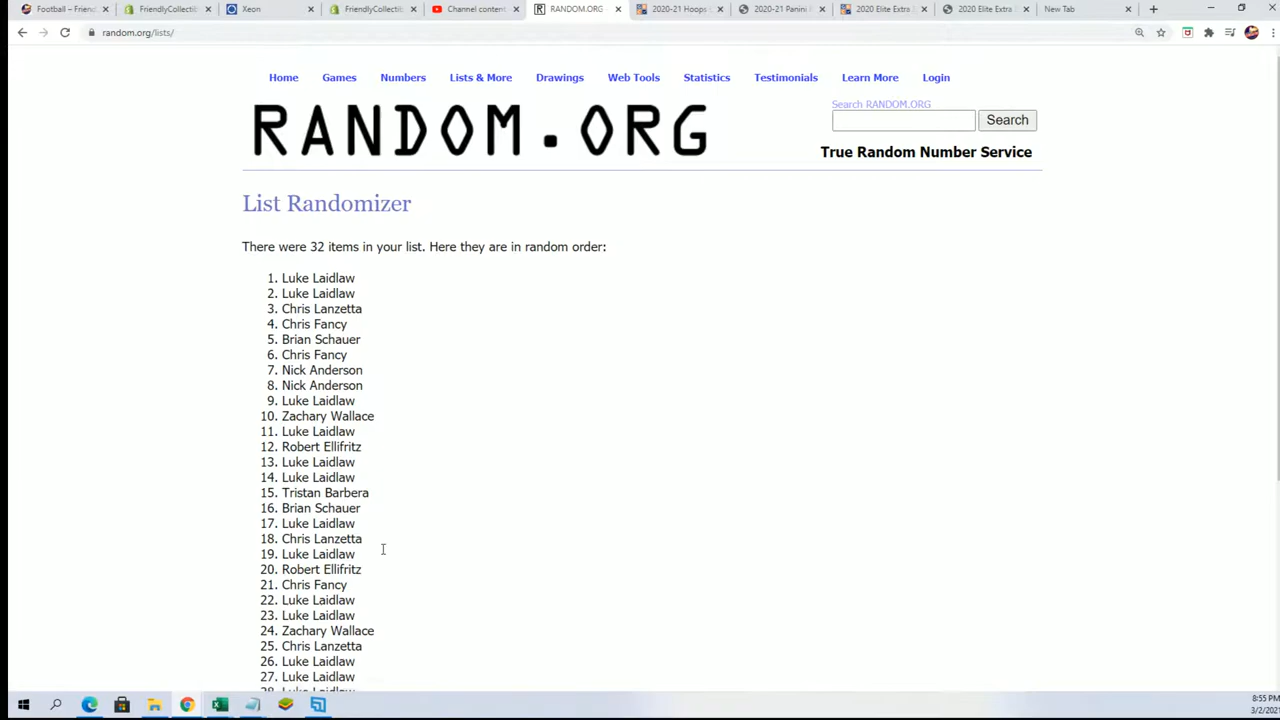 Football – Friend
FriendlyCollectib
Xeon
FriendlyCollectib
Channel content
RANDOM.ORG
2020-21 Hoops
2020-21 Panini
2020 Elite Extra
2020 Elite Extra
New Tab
random.org/lists/
Home Games Numbers Lists & More Drawings Web Tools Statistics Testimonials Learn More Login
RANDOM.ORG
Search RANDOM.ORG
Search
True Random Number Service
List Randomizer
There were 32 items in your list. Here they are in random order:
1. Luke Laidlaw
2. Luke Laidlaw
3. Chris Lanzetta
4. Chris Fancy
5. Brian Schauer
6. Chris Fancy
7. Nick Anderson
8. Nick Anderson
9. Luke Laidlaw
10. Zachary Wallace
11. Luke Laidlaw
12. Robert Ellifritz
13. Luke Laidlaw
14. Luke Laidlaw
15. Tristan Barbera
16. Brian Schauer
17. Luke Laidlaw
18. Chris Lanzetta
19. Luke Laidlaw
20. Robert Ellifritz
21. Chris Fancy
22. Luke Laidlaw
23. Luke Laidlaw
24. Zachary Wallace
25. Chris Lanzetta
26. Luke Laidlaw
27. Luke Laidlaw
28. Luke Laidlaw
8:55 PM
3/2/2021